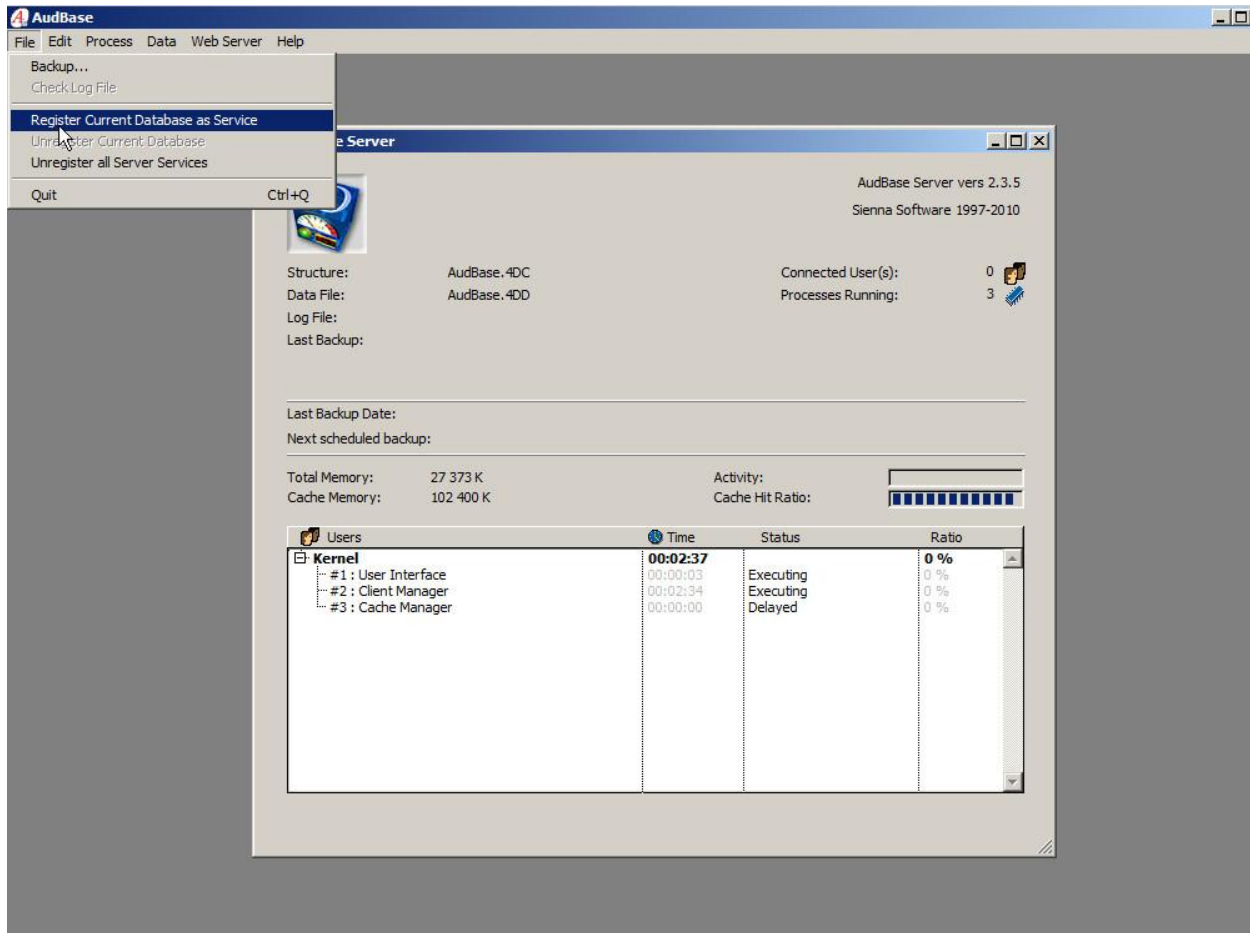 AudBase
File Edit Process Data Web Server Help
Backup...
Check Log File
Register Current Database as Service
Unregister Current Database
Unregister all Server Services
Quit Ctrl+Q
e Server
AudBase Server vers 2.3.5
Sienna Software 1997-2010
Structure: AudBase.4DC Connected User(s): 0
Data File: AudBase.4DD Processes Running: 3
Log File:
Last Backup:
Last Backup Date:
Next scheduled backup:
Total Memory: 27 373 K Activity:
Cache Memory: 102 400 K Cache Hit Ratio:
Users Time Status Ratio
Kernel 00:02:37 0 %
#1 : User Interface 00:00:03 Executing 0 %
#2 : Client Manager 00:02:34 Executing 0 %
#3 : Cache Manager 00:00:00 Delayed 0 %